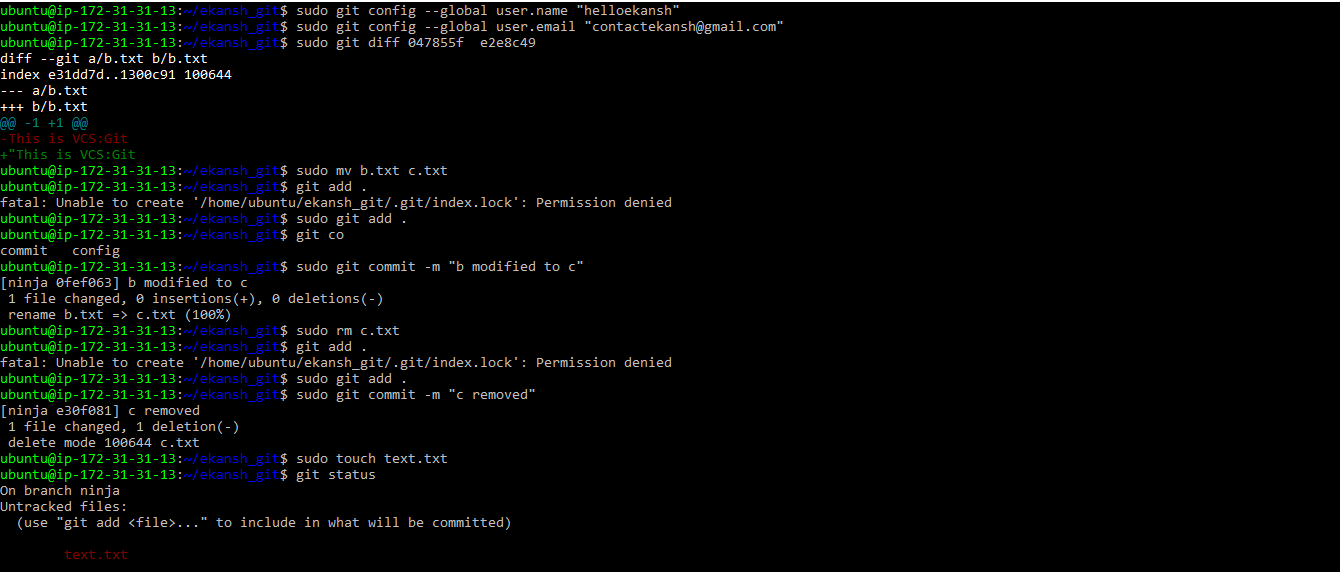 ubuntu@ip-172-31-31-13:~/ekansh_git$ sudo git config --global user.name "helloekansh"
ubuntu@ip-172-31-31-13:~/ekansh_git$ sudo git config --global user.email "contactekansh@gmail.com"
ubuntu@ip-172-31-31-13:~/ekansh_git$ sudo git diff 047855f  e2e8c49
diff --git a/b.txt b/b.txt
index e31dd7d..1300c91 100644
--- a/b.txt
+++ b/b.txt
@@ -1 +1 @@
-This is VCS:Git
+"This is VCS:Git
ubuntu@ip-172-31-31-13:~/ekansh_git$ sudo mv b.txt c.txt
ubuntu@ip-172-31-31-13:~/ekansh_git$ git add .
fatal: Unable to create '/home/ubuntu/ekansh_git/.git/index.lock': Permission denied
ubuntu@ip-172-31-31-13:~/ekansh_git$ sudo git add .
ubuntu@ip-172-31-31-13:~/ekansh_git$ git co
commit   config
ubuntu@ip-172-31-31-13:~/ekansh_git$ sudo git commit -m "b modified to c"
[ninja 0fef063] b modified to c
 1 file changed, 0 insertions(+), 0 deletions(-)
 rename b.txt => c.txt (100%)
ubuntu@ip-172-31-31-13:~/ekansh_git$ sudo rm c.txt
ubuntu@ip-172-31-31-13:~/ekansh_git$ git add .
fatal: Unable to create '/home/ubuntu/ekansh_git/.git/index.lock': Permission denied
ubuntu@ip-172-31-31-13:~/ekansh_git$ sudo git add .
ubuntu@ip-172-31-31-13:~/ekansh_git$ sudo git commit -m "c removed"
[ninja e30f081] c removed
 1 file changed, 1 deletion(-)
 delete mode 100644 c.txt
ubuntu@ip-172-31-31-13:~/ekansh_git$ sudo touch text.txt
ubuntu@ip-172-31-31-13:~/ekansh_git$ git status
On branch ninja
Untracked files:
  (use "git add <file>..." to include in what will be committed)

        text.txt